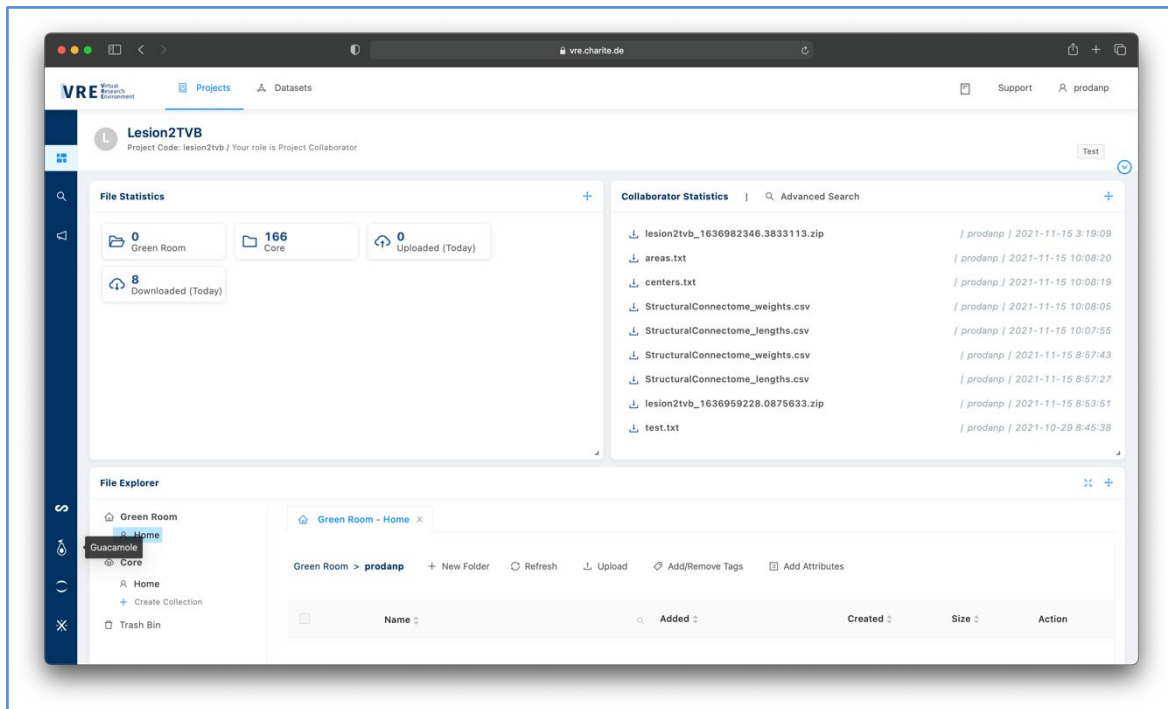 vre.charite.de
VRE Virtual Research Environment
Projects
Datasets
Support
prodanp
L
Lesion2TVB
Project Code: lesion2tvb / Your role is Project Collaborator
Test
File Statistics
0
Green Room
166
Core
0
Uploaded (Today)
8
Downloaded (Today)
Collaborator Statistics | Advanced Search
lesion2tvb_1636982346.3833113.zip | prodanp | 2021-11-15 3:19:09
areas.txt | prodanp | 2021-11-15 10:08:20
centers.txt | prodanp | 2021-11-15 10:08:19
StructuralConnectome_weights.csv | prodanp | 2021-11-15 10:08:05
StructuralConnectome_lengths.csv | prodanp | 2021-11-15 10:07:55
StructuralConnectome_weights.csv | prodanp | 2021-11-15 8:57:43
StructuralConnectome_lengths.csv | prodanp | 2021-11-15 8:57:27
lesion2tvb_1636959228.0875633.zip | prodanp | 2021-11-15 8:53:51
test.txt | prodanp | 2021-10-29 8:45:38
File Explorer
Green Room
Home
Guacamole
Core
Home
+ Create Collection
Trash Bin
Green Room - Home X
Green Room > prodanp + New Folder Refresh Upload Add/Remove Tags Add Attributes
Name Added Created Size Action